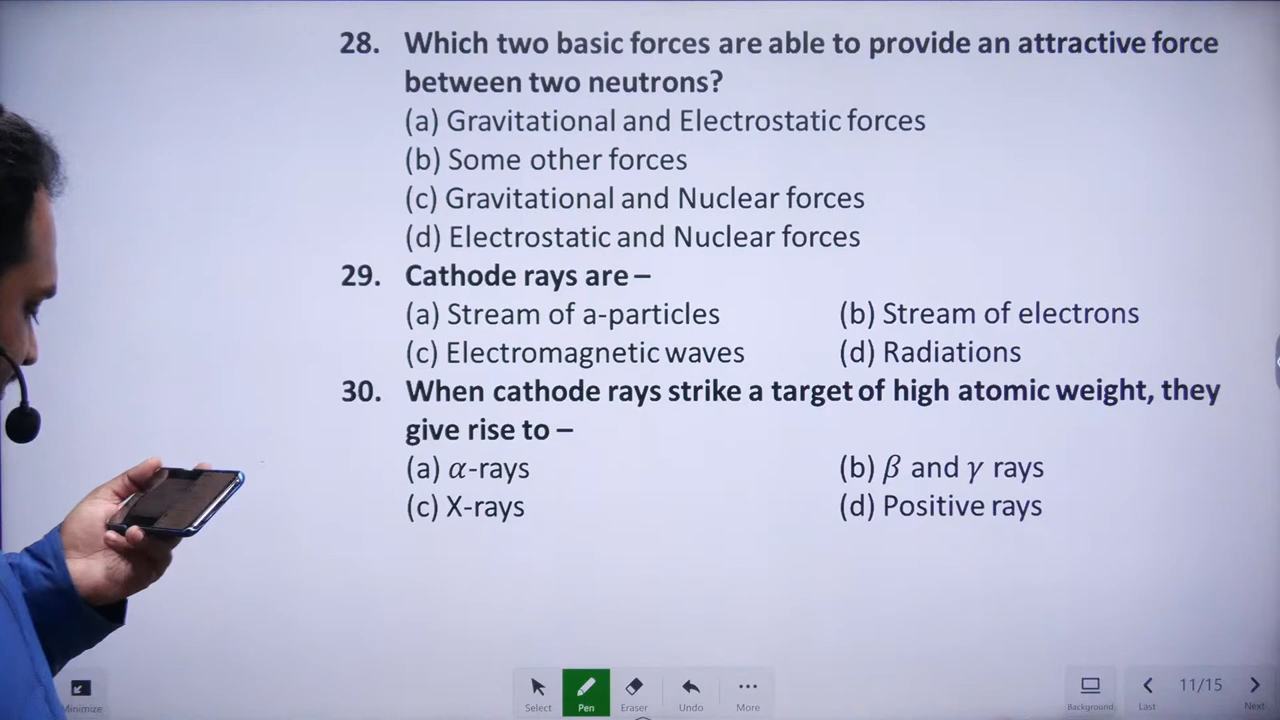 28. Which two basic forces are able to provide an attractive force
between two neutrons?
(a) Gravitational and Electrostatic forces
(b) Some other forces
(c) Gravitational and Nuclear forces
(d) Electrostatic and Nuclear forces
29. Cathode rays are –
(a) Stream of a-particles (b) Stream of electrons
(c) Electromagnetic waves (d) Radiations
30. When cathode rays strike a target of high atomic weight, they
give rise to –
(a) α-rays (b) β and γ rays
(c) X-rays (d) Positive rays
Minimize Select Pen Eraser Undo More Background Last 11/15 Next